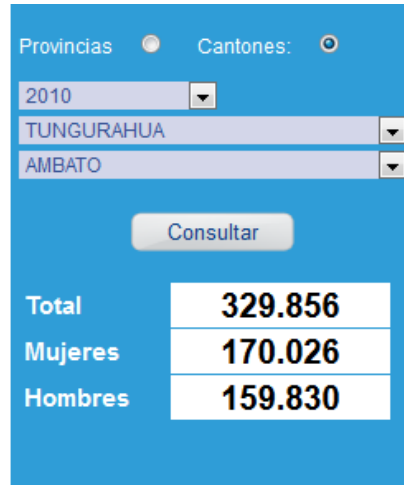 Provincias Cantones:
2010
TUNGURAHUA
AMBATO
Consultar
Total 329.856
Mujeres 170.026
Hombres 159.830